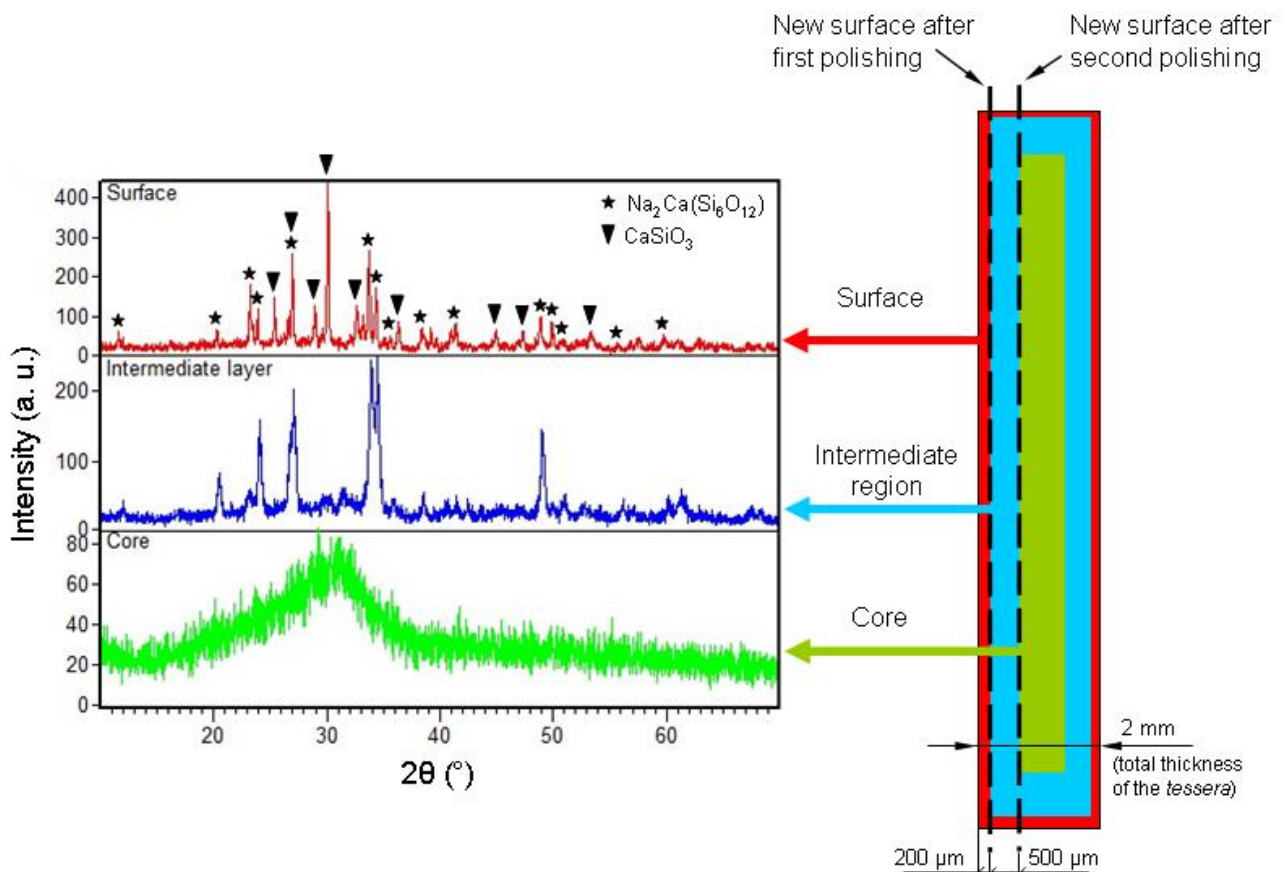 New surface after
first polishing
New surface after
second polishing
Surface
★ Na₂Ca(Si₆O₁₂)
▼ CaSiO₃
400
300
200
100
0
Intermediate layer
200
100
0
Core
80
60
40
20
0
Intensity (a. u.)
20 30 40 50 60
2θ (°)
Surface
Intermediate
region
Core
2 mm
(total thickness
of the tessera)
200 µm
500 µm